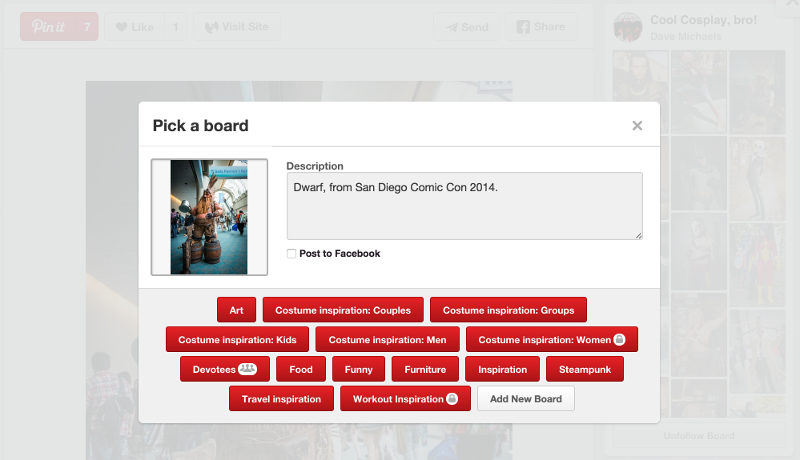 Pin it 7 Like 1 Visit Site Send Share
Cool Cosplay, bro!
Dave Michaels
Pick a board
Description
Dwarf, from San Diego Comic Con 2014.
Post to Facebook
Art Costume inspiration: Couples Costume inspiration: Groups
Costume inspiration: Kids Costume inspiration: Men Costume inspiration: Women
Devotees Food Funny Furniture Inspiration Steampunk
Travel inspiration Workout Inspiration Add New Board
Unfollow Board